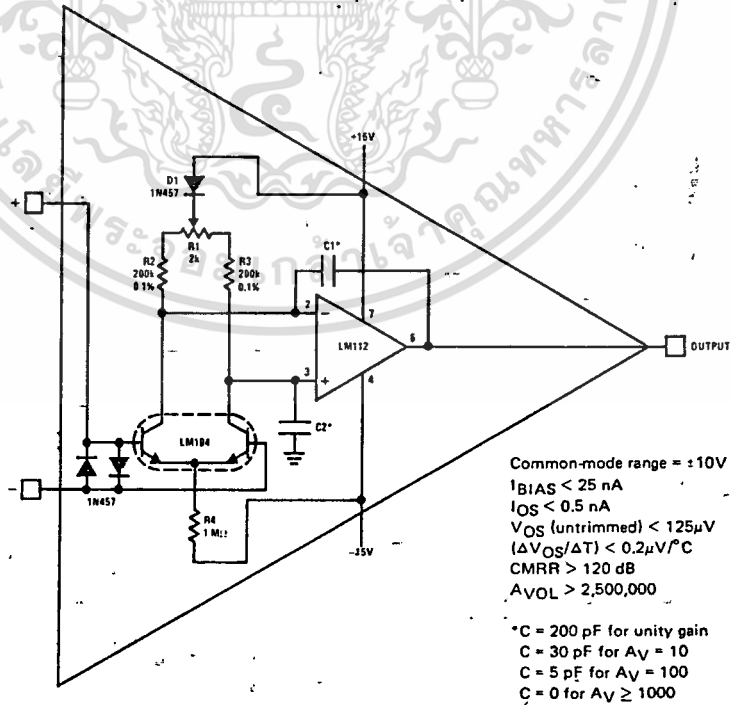 +15V
D1
1N457
+
R1
2k
R2
200k
0.1%
R3
200k
0.1%
C1*
2
-
7
LM112
6
OUTPUT
3
+
4
C2*
LM194
-
1N457
R4
1 MΩ
-15V
Common-mode range = ±10V
IBIAS < 25 nA
IOS < 0.5 nA
VOS (untrimmed) < 125μV
(ΔVOS/ΔT) < 0.2μV/°C
CMRR > 120 dB
AVOL > 2,500,000
*C = 200 pF for unity gain
C = 30 pF for AV = 10
C = 5 pF for AV = 100
C = 0 for AV ≥ 1000